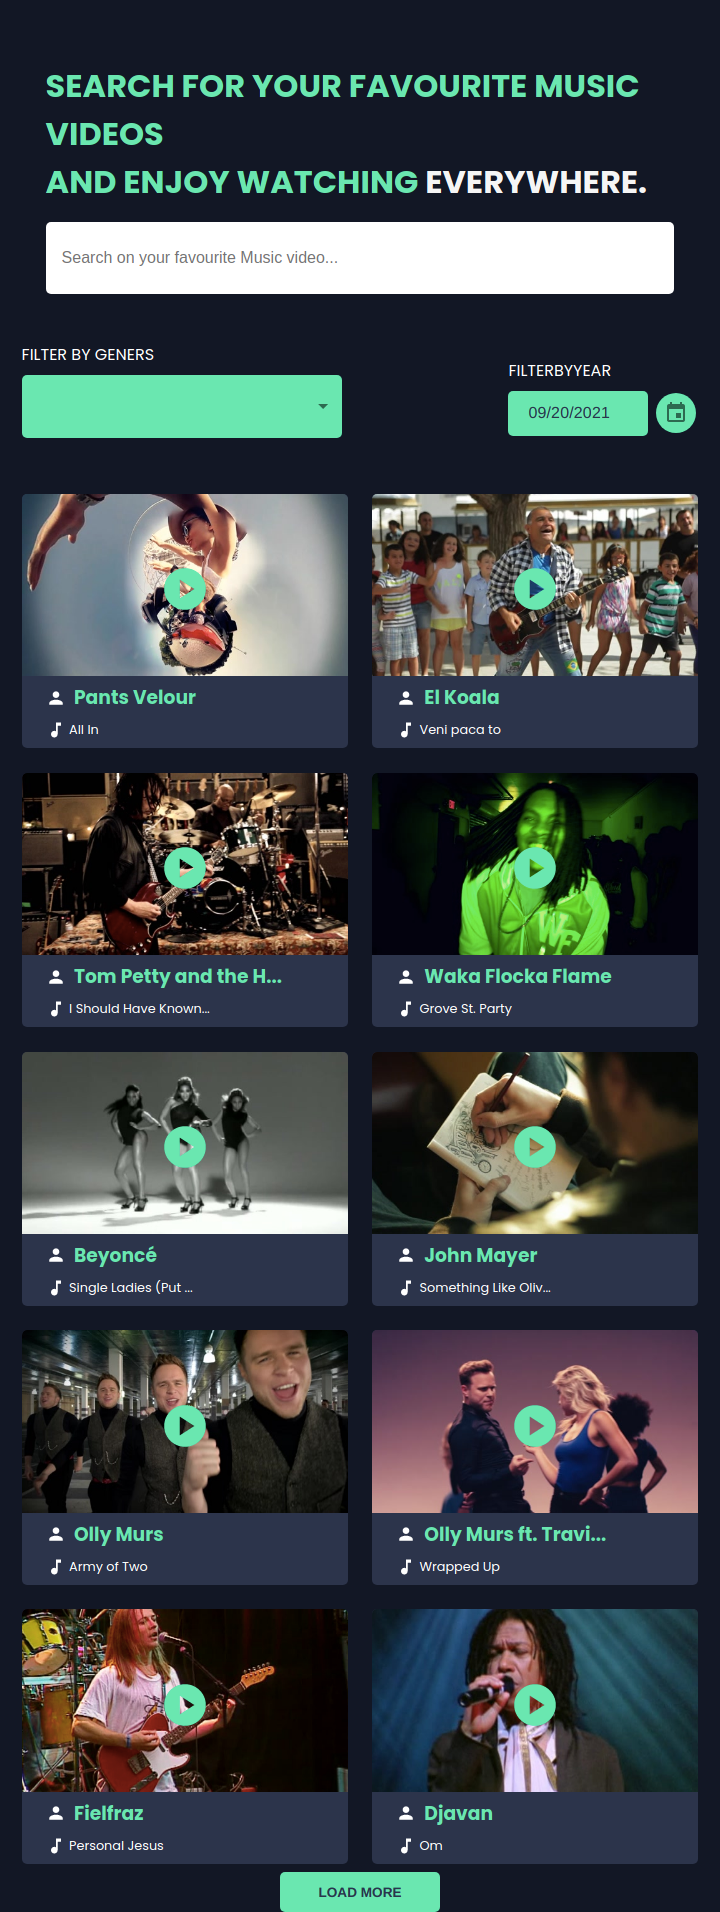 SEARCH FOR YOUR FAVOURITE MUSIC
VIDEOS
AND ENJOY WATCHING EVERYWHERE.
Search on your favourite Music video...
FILTER BY GENERS
FILTERBYYEAR
09/20/2021
Pants Velour
All In
El Koala
Veni paca to
Tom Petty and the H...
I Should Have Known...
Waka Flocka Flame
Grove St. Party
Beyoncé
Single Ladies (Put ...
John Mayer
Something Like Oliv...
Olly Murs
Army of Two
Olly Murs ft. Travi...
Wrapped Up
Fielfraz
Personal Jesus
Djavan
Om
LOAD MORE